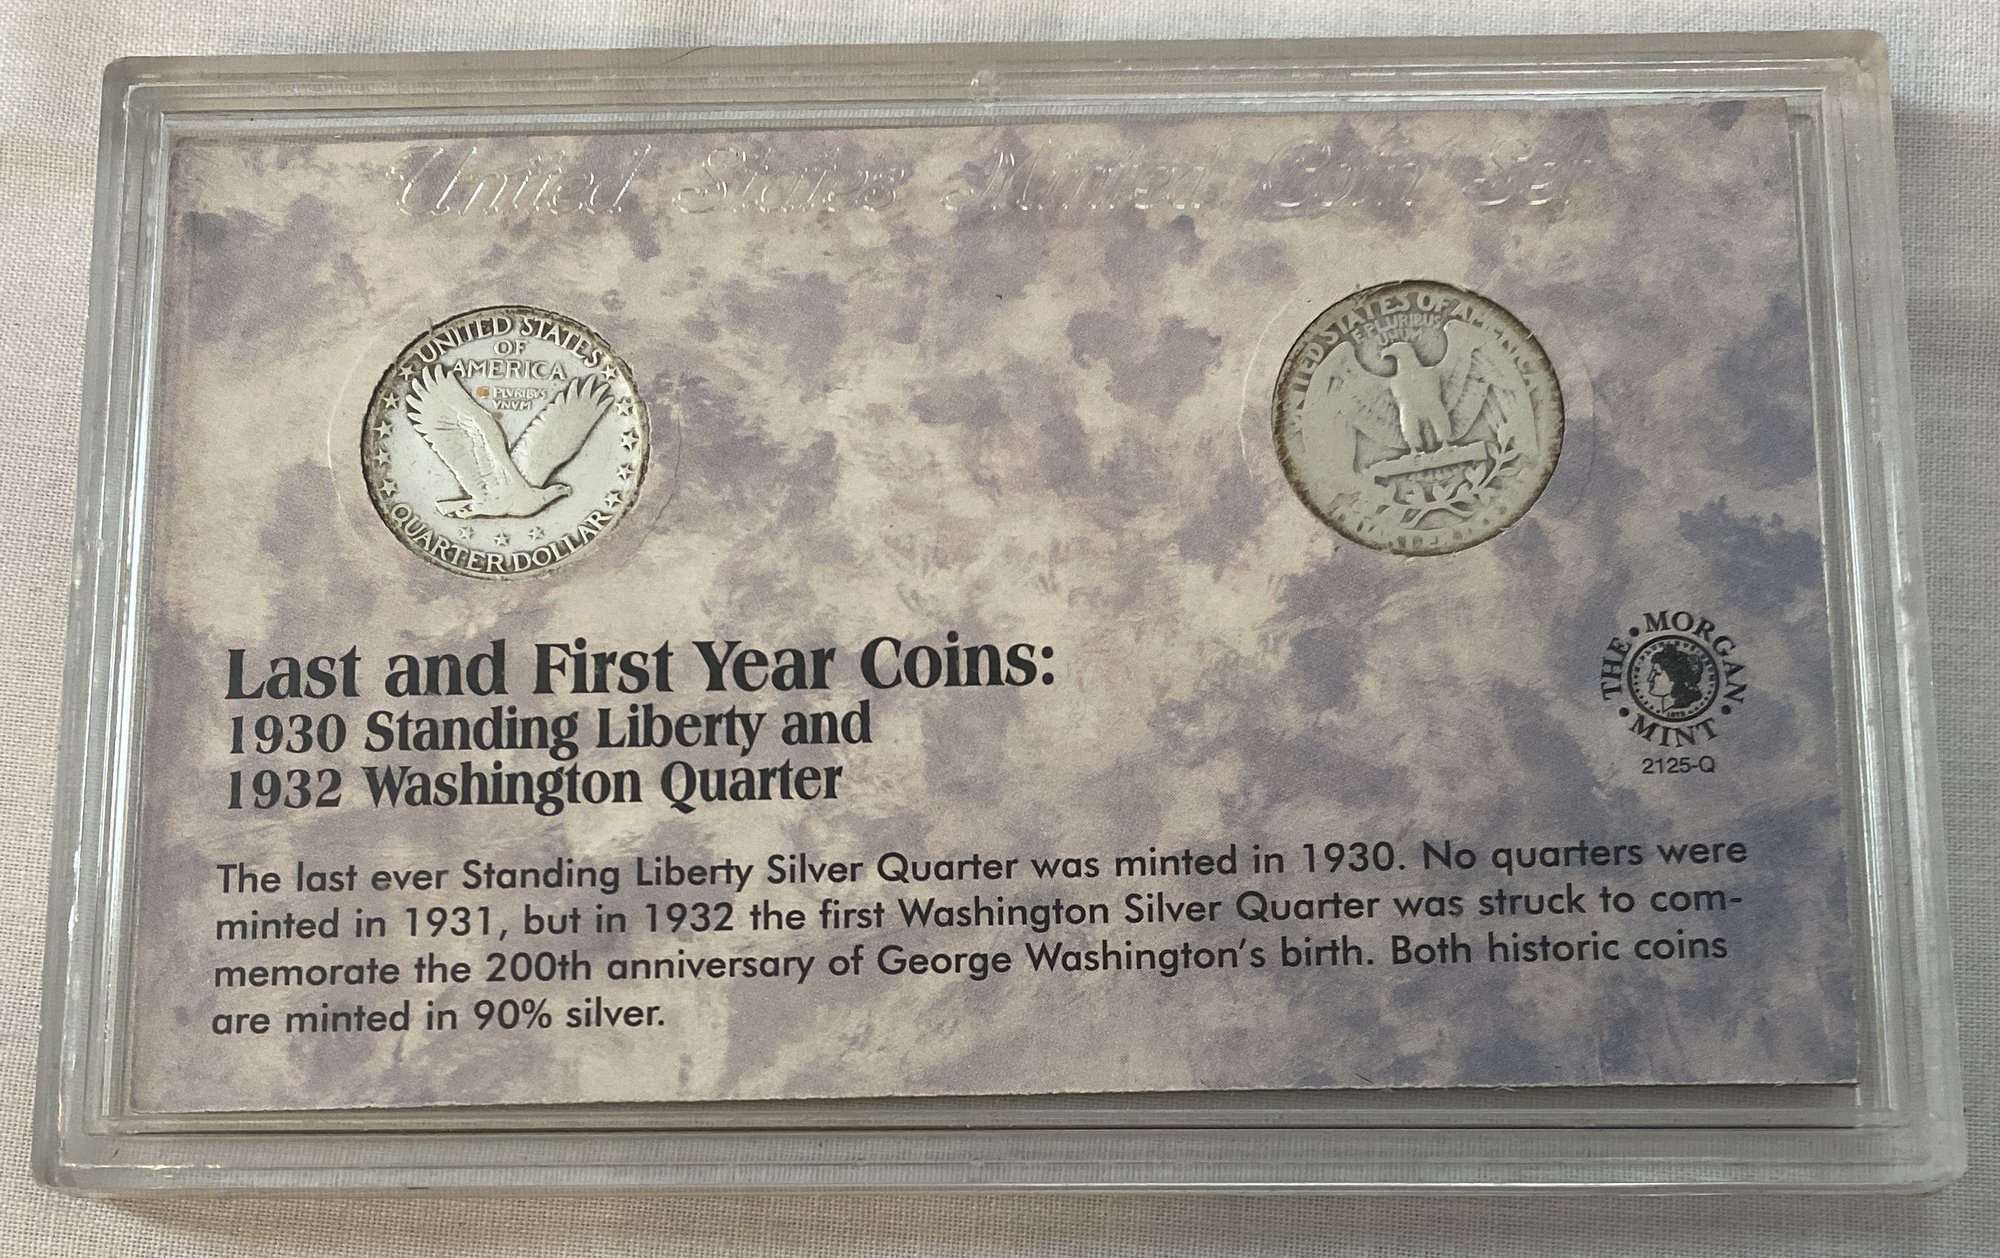 United States Minted Coin Set
UNITED STATES
OF
AMERICA
PLVRIBVS
VNVM
QUARTER DOLLAR
UNITED STATES OF AMERICA
E PLURIBUS
UNUM
Last and First Year Coins:
1930 Standing Liberty and
1932 Washington Quarter
THE • MORGAN • MINT •
2125-Q
The last ever Standing Liberty Silver Quarter was minted in 1930. No quarters were
minted in 1931, but in 1932 the first Washington Silver Quarter was struck to com-
memorate the 200th anniversary of George Washington's birth. Both historic coins
are minted in 90% silver.